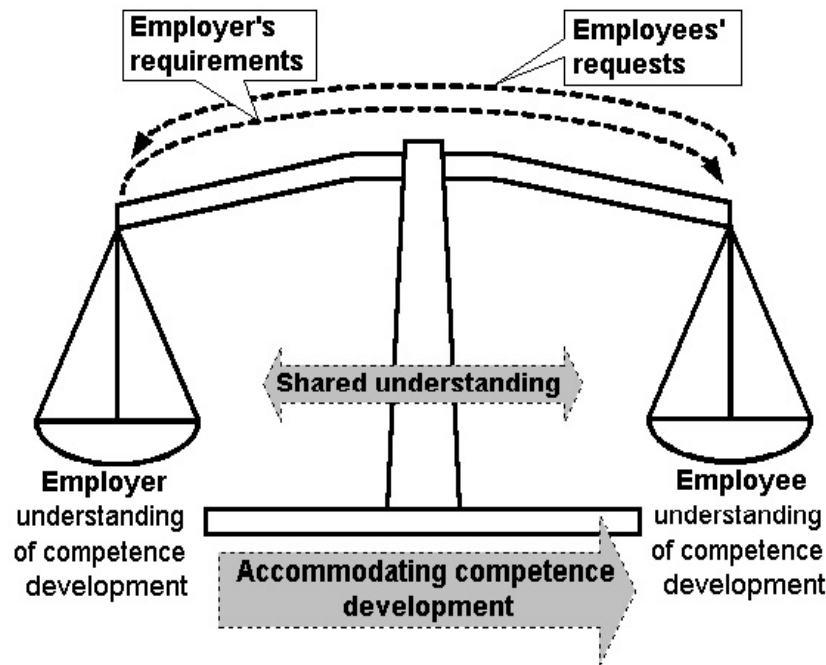 Employer's
requirements
Employees'
requests
Shared understanding
Employer
understanding
of competence
development
Employee
understanding
of competence
development
Accommodating competence
development